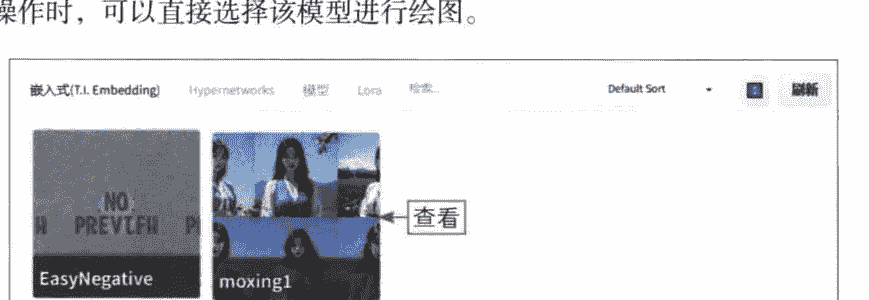 操作时，可以直接选择该模型进行绘图。
嵌入式(T.I. Embedding) Hypernetworks 模型 Lora 检索... Default Sort 刷新
NO
PREVIEW
查看
EasyNegative moxing1